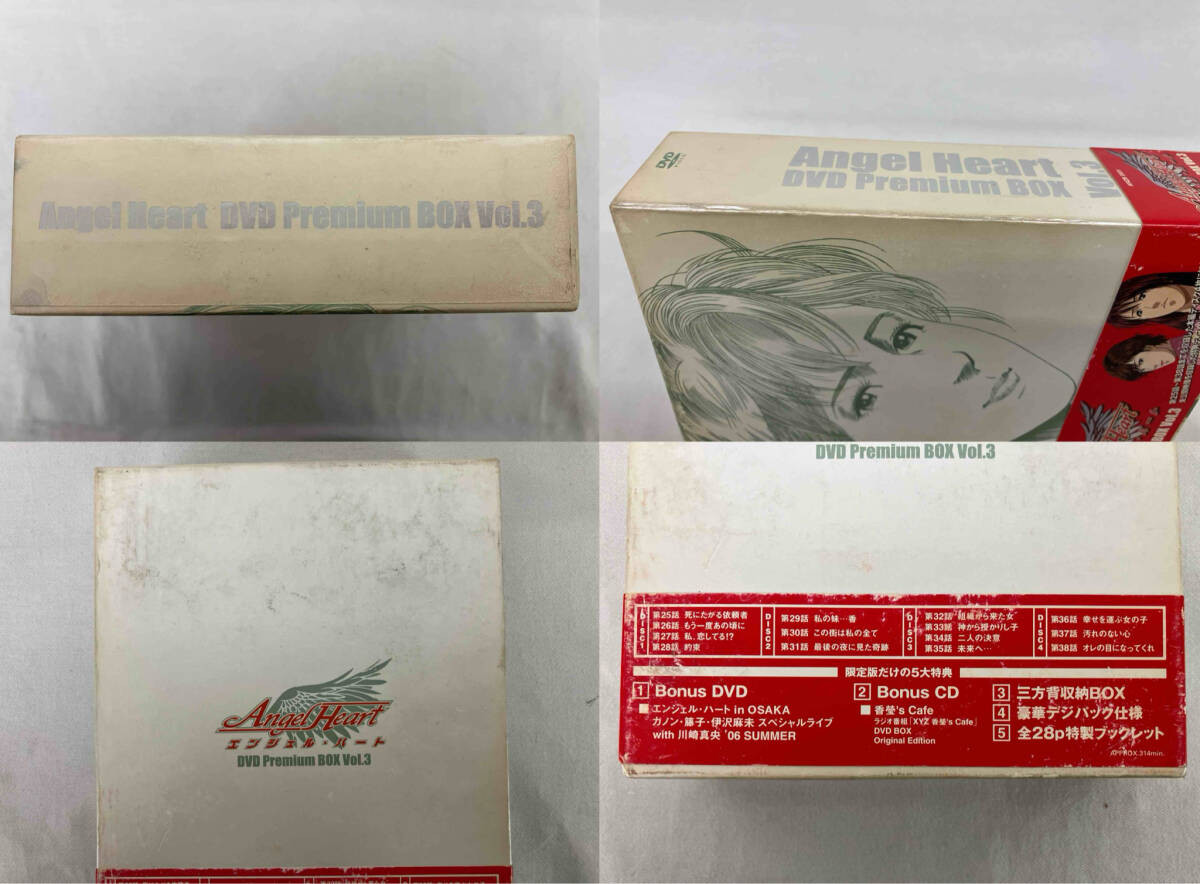 Angel Heart DVD Premium BOX Vol.3
DVD
VIDEO
Angel Heart
DVD Premium BOX
Vol.3
Angel Heart
エンジェル・ハート
DVD Premium BOX Vol.3
DVD Premium BOX Vol.3
DISC1
第25話 死にたがる依頼者
第26話 もう一度あの頃に
第27話 私、恋してる!?
第28話 約束
DISC2
第29話 私の妹…香
第30話 この街は私の全て
第31話 最後の夜に見た奇跡
DISC3
第32話 "組織から来た女"
第33話 神から授かりし子
第34話 二人の決意
第35話 未来へ…
DISC4
第36話 幸せを運ぶ女の子
第37話 汚れのない心
第38話 オレの目になってくれ
限定版だけの5大特典
1 Bonus DVD
■エンジェル・ハート in OSAKA
カノン・篠子・伊沢麻未 スペシャルライブ
with 川崎真央 '06 SUMMER
2 Bonus CD
■香瑩's Cafe
ラジオ番組「XYZ 香瑩's Cafe」
DVD BOX
Original Edition
3 三方背収納BOX
4 豪華デジパック仕様
5 全28p特製ブックレット
APPROX.314min.